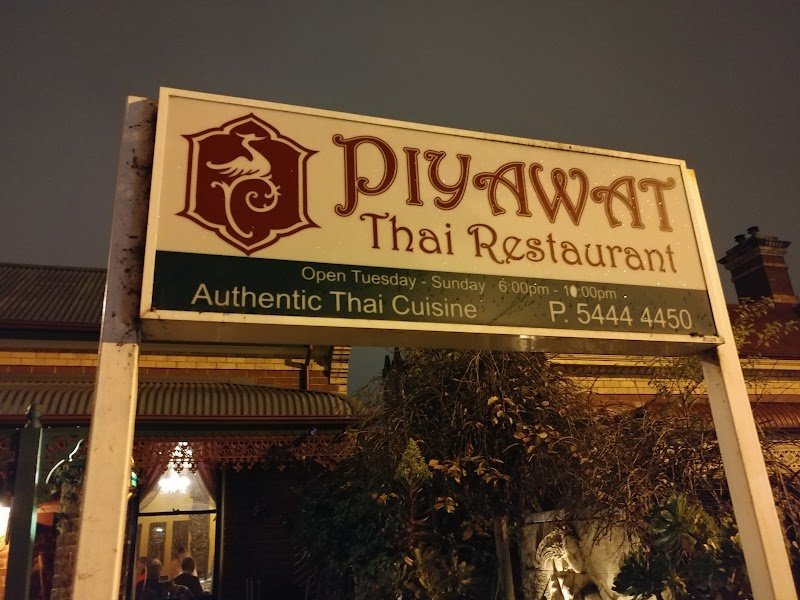 PIYAWAT
Thai Restaurant
Open Tuesday - Sunday 6:00pm - 10:00pm
Authentic Thai Cuisine P. 5444 4450